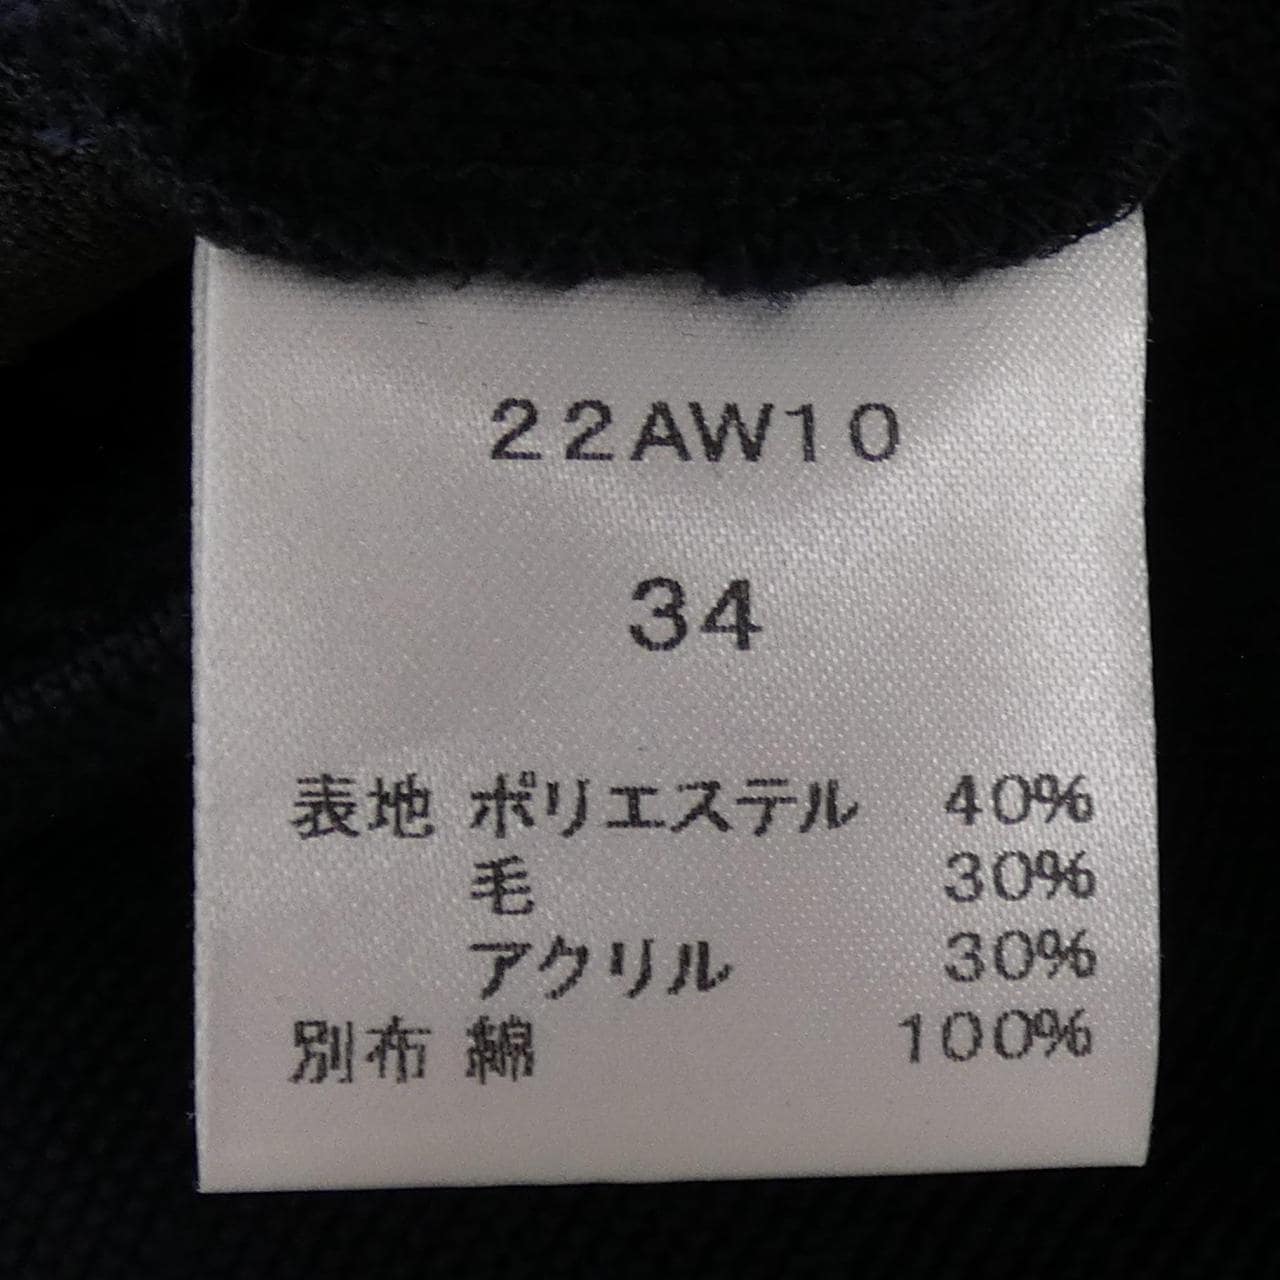 22AW10
34
表地 ポリエステル 40%
毛 30%
アクリル 30%
別布 綿 100%